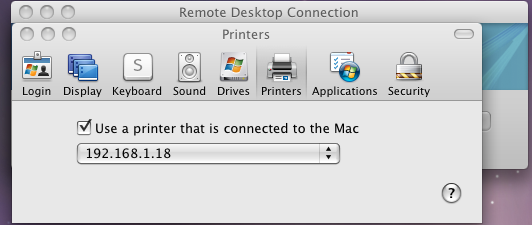 Remote Desktop Connection
Printers
S
Login Display Keyboard Sound Drives Printers Applications Security
Use a printer that is connected to the Mac
192.168.1.18
?